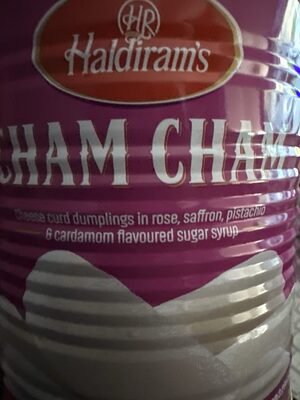 HR
Haldiram's
CHAM CHAM
Cheese curd dumplings in rose, saffron, pistachio
& cardamom flavoured sugar syrup